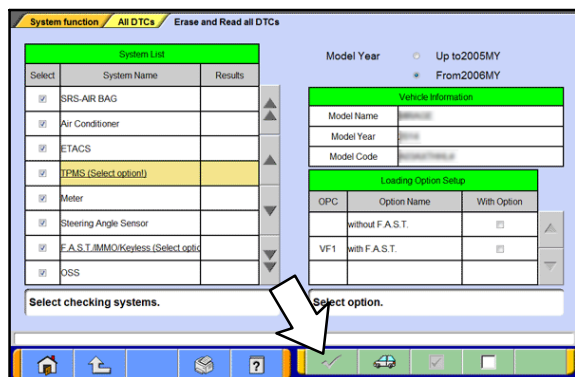 System function
All DTCs
Erase and Read all DTCs
System List
Select System Name Results
SRS-AIR BAG
Air Conditioner
ETACS
TPMS (Select option!)
Meter
Steering Angle Sensor
F.A.S.T./IMMO/Keyless (Select optic
OSS
Select checking systems.
Model Year
Up to2005MY
From2006MY
Vehicle Information
Model Name
Model Year
Model Code
Loading Option Setup
OPC Option Name With Option
without F.A.S.T.
VF1 with F.A.S.T.
Select option.
?